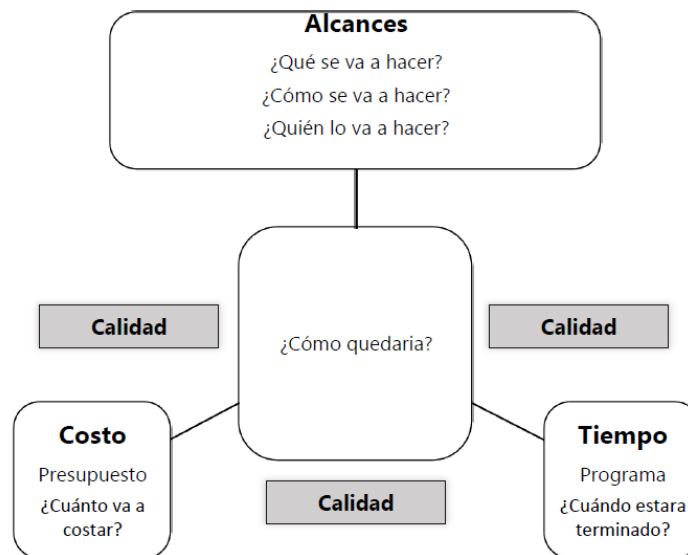 Alcances
¿Qué se va a hacer?
¿Cómo se va a hacer?
¿Quién lo va a hacer?
Calidad
¿Cómo quedaria?
Calidad
Costo
Presupuesto
¿Cuánto va a
costar?
Calidad
Tiempo
Programa
¿Cuándo estara
terminado?